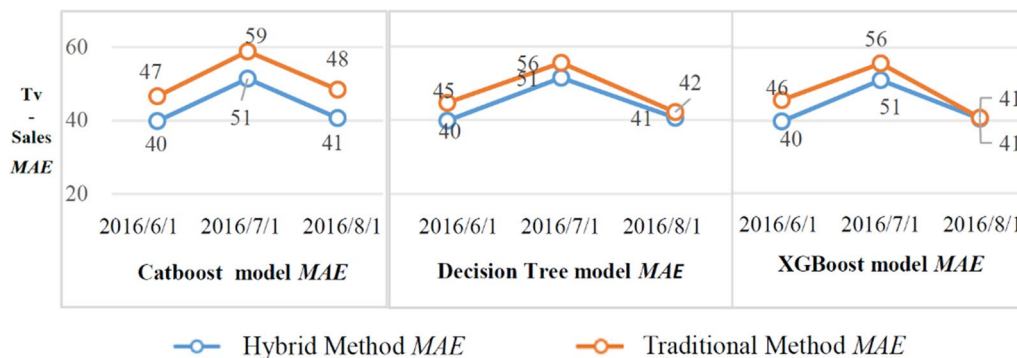 Tv
-
Sales
MAE
60
40
20
47
59
48
40
51
41
2016/6/1 2016/7/1 2016/8/1
Catboost model MAE
45
56
42
40
51
41
2016/6/1 2016/7/1 2016/8/1
Decision Tree model MAE
46
56
41
40
51
41
2016/6/1 2016/7/1 2016/8/1
XGBoost model MAE
Hybrid Method MAE
Traditional Method MAE